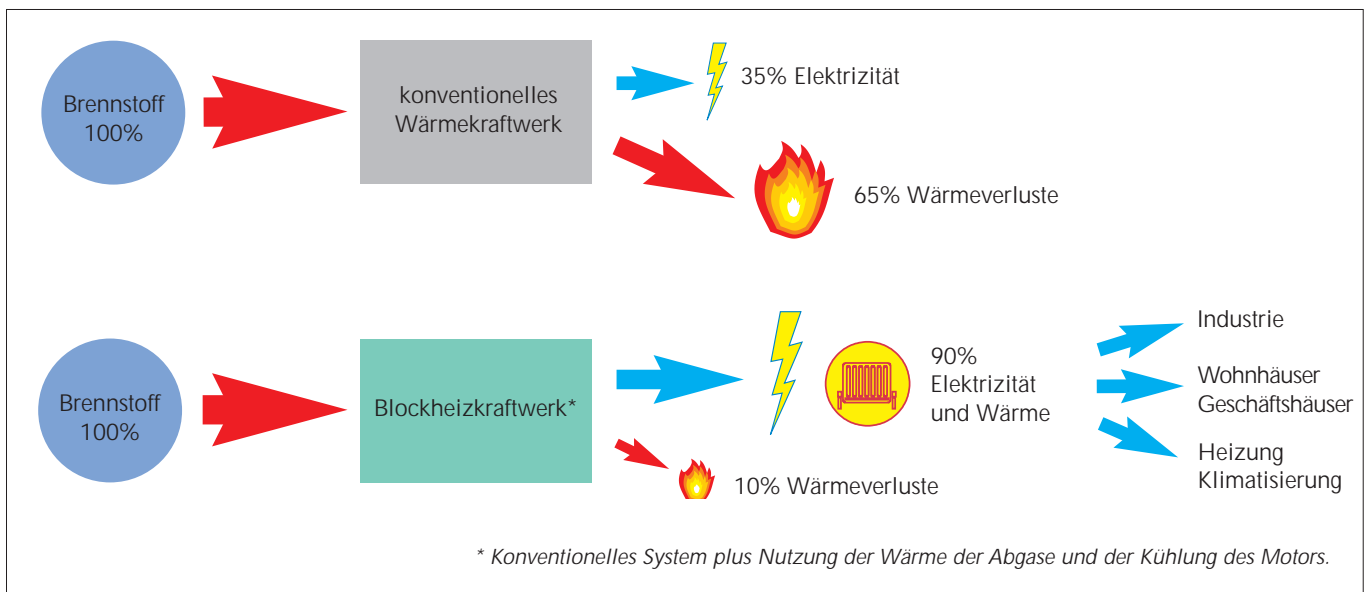 Brennstoff
100%
konventionelles
Wärmekraftwerk
35% Elektrizität
65% Wärmeverluste
Brennstoff
100%
Blockheizkraftwerk*
90%
Elektrizität
und Wärme
10% Wärmeverluste
Industrie
Wohnhäuser
Geschäftshäuser
Heizung
Klimatisierung
* Konventionelles System plus Nutzung der Wärme der Abgase und der Kühlung des Motors.